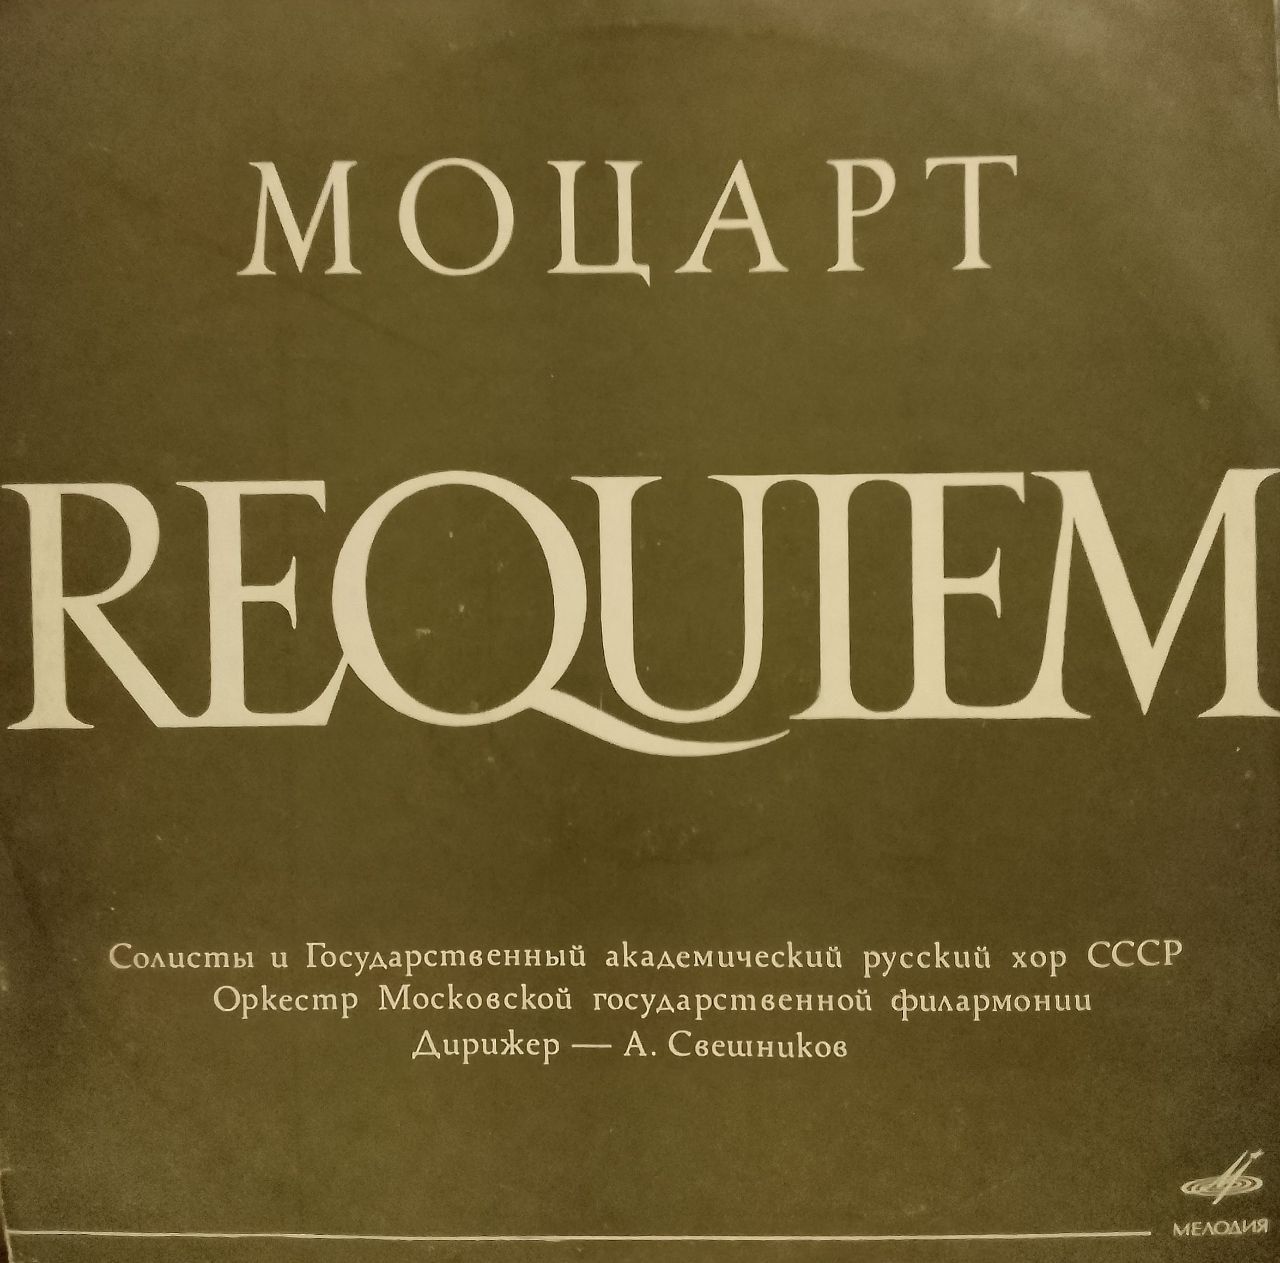 МОЦАРТ
REQUIEM
Солисты и Государственный академический русский хор СССР
Оркестр Московской государственной филармонии
Дирижер — А. Свешников
МЕЛОДИЯ